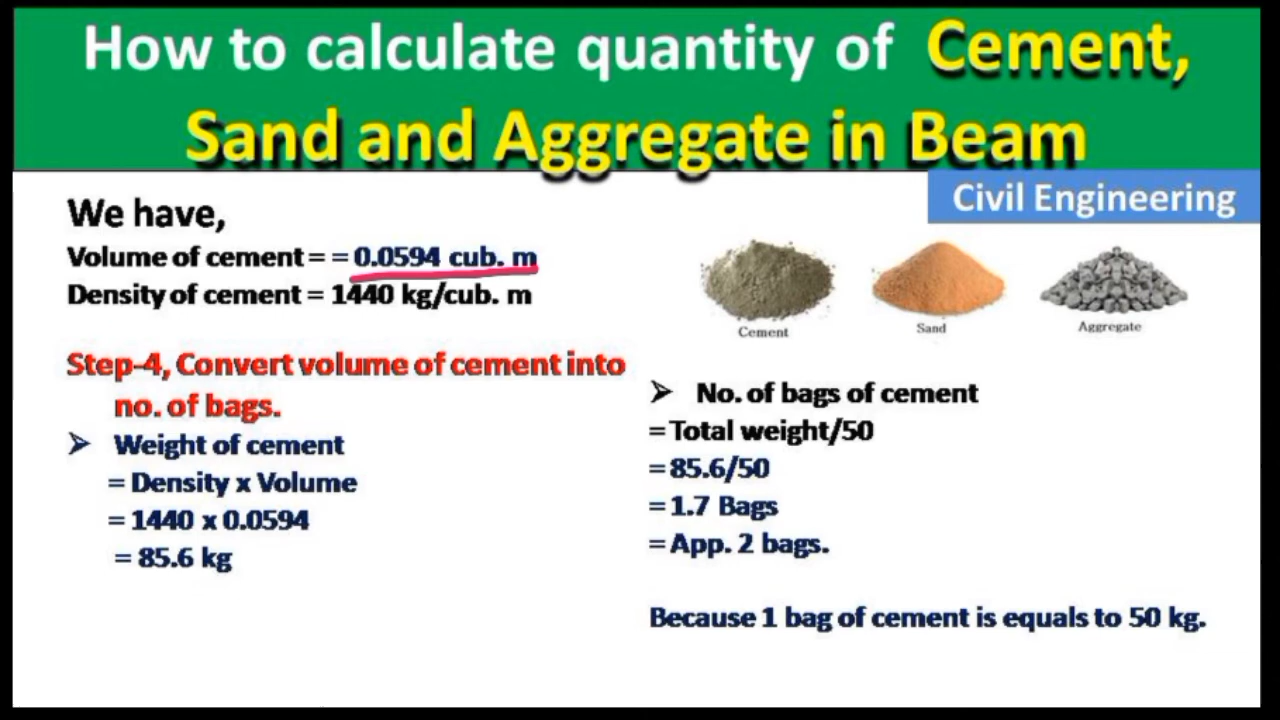 How to calculate quantity of Cement,
Sand and Aggregate in Beam
Civil Engineering
We have,
Volume of cement = = 0.0594 cub. m
Density of cement = 1440 kg/cub. m
Cement
Sand
Aggregate
Step-4, Convert volume of cement into
no. of bags.
➢ Weight of cement
= Density x Volume
= 1440 x 0.0594
= 85.6 kg
➢ No. of bags of cement
= Total weight/50
= 85.6/50
= 1.7 Bags
= App. 2 bags.
Because 1 bag of cement is equals to 50 kg.